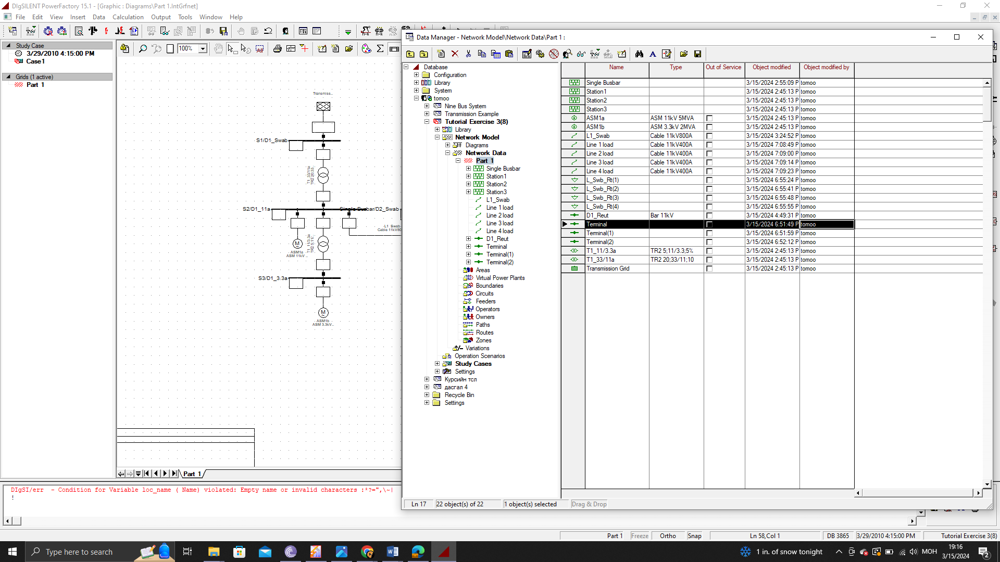 DIgSILENT PowerFactory 15.1 - [Graphic : Diagrams\Part 1.IntGrfnet]
File Edit View Insert Data Calculation Output Tools Window Help
100%
Study Case
3/29/2010 4:15:00 PM
Case1
Grids (1 active)
Part 1
Transmiss..
S1/D1_Swab
T1_33/11a
TR2 20;33..
S2/D1_11a
Single Busbar/D2_Swab
L1_Swab
Cable 11kV80
T1_11/3.3a
TR2 5;11/..
M
ASM1a
ASM 11kV ..
S3/D1_3.3a
M
ASM1b
ASM 3.3kV..
Part 1
DIgSI/err - Condition for Variable loc_name ( Name) violated: Empty name or invalid characters :*?=",\~|
!
Data Manager - Network Model\Network Data\Part 1 :
Database
Configuration
Library
System
tomoo
Nine Bus System
Transmission Example
Tutorial Exercise 3(8)
Library
Network Model
Diagrams
Network Data
Part 1
Single Busbar
Station1
Station2
Station3
L1_Swab
Line 1 load
Line 2 load
Line 3 load
Line 4 load
D1_Reut
Terminal
Terminal(1)
Terminal(2)
Areas
Virtual Power Plants
Boundaries
Circuits
Feeders
Operators
Owners
Paths
Routes
Zones
Variations
Operation Scenarios
Study Cases
Settings
Курсийн тсл
дасгал 4
Recycle Bin
Settings
Name Type Out of Service Object modified Object modified by
Single Busbar 3/15/2024 2:55:09 P tomoo
Station1 3/15/2024 2:45:13 P tomoo
Station2 3/15/2024 2:45:13 P tomoo
Station3 3/15/2024 2:45:13 P tomoo
ASM1a ASM 11kV 5MVA 3/15/2024 2:45:13 P tomoo
ASM1b ASM 3.3kV 2MVA 3/15/2024 2:45:13 P tomoo
L1_Swab Cable 11kV800A 3/15/2024 3:24:52 P tomoo
Line 1 load Cable 11kV400A 3/15/2024 7:08:49 P tomoo
Line 2 load Cable 11kV400A 3/15/2024 7:09:00 P tomoo
Line 3 load Cable 11kV400A 3/15/2024 7:09:14 P tomoo
Line 4 load Cable 11kV400A 3/15/2024 7:09:23 P tomoo
L_Swb_Rt(1) 3/15/2024 6:55:24 P tomoo
L_Swb_Rt(2) 3/15/2024 6:55:41 P tomoo
L_Swb_Rt(3) 3/15/2024 6:55:48 P tomoo
L_Swb_Rt(4) 3/15/2024 6:55:55 P tomoo
D1_Reut Bar 11kV 3/15/2024 4:49:31 P tomoo
Terminal 3/15/2024 6:51:49 P tomoo
Terminal(1) 3/15/2024 6:51:59 P tomoo
Terminal(2) 3/15/2024 6:52:12 P tomoo
T1_11/3.3a TR2 5;11/3.3;5% 3/15/2024 2:45:13 P tomoo
T1_33/11a TR2 20;33/11;10 3/15/2024 2:45:13 P tomoo
Transmission Grid 3/15/2024 2:45:13 P tomoo
Ln 17 22 object(s) of 22 1 object(s) selected Drag & Drop
Part 1 Freeze Ortho Snap Ln 58,Col 1 DB 3865 3/29/2010 4:15:00 PM Tutorial Exercise 3(8)
Type here to search
1 in. of snow tonight
МОН
19:16
3/15/2024
2